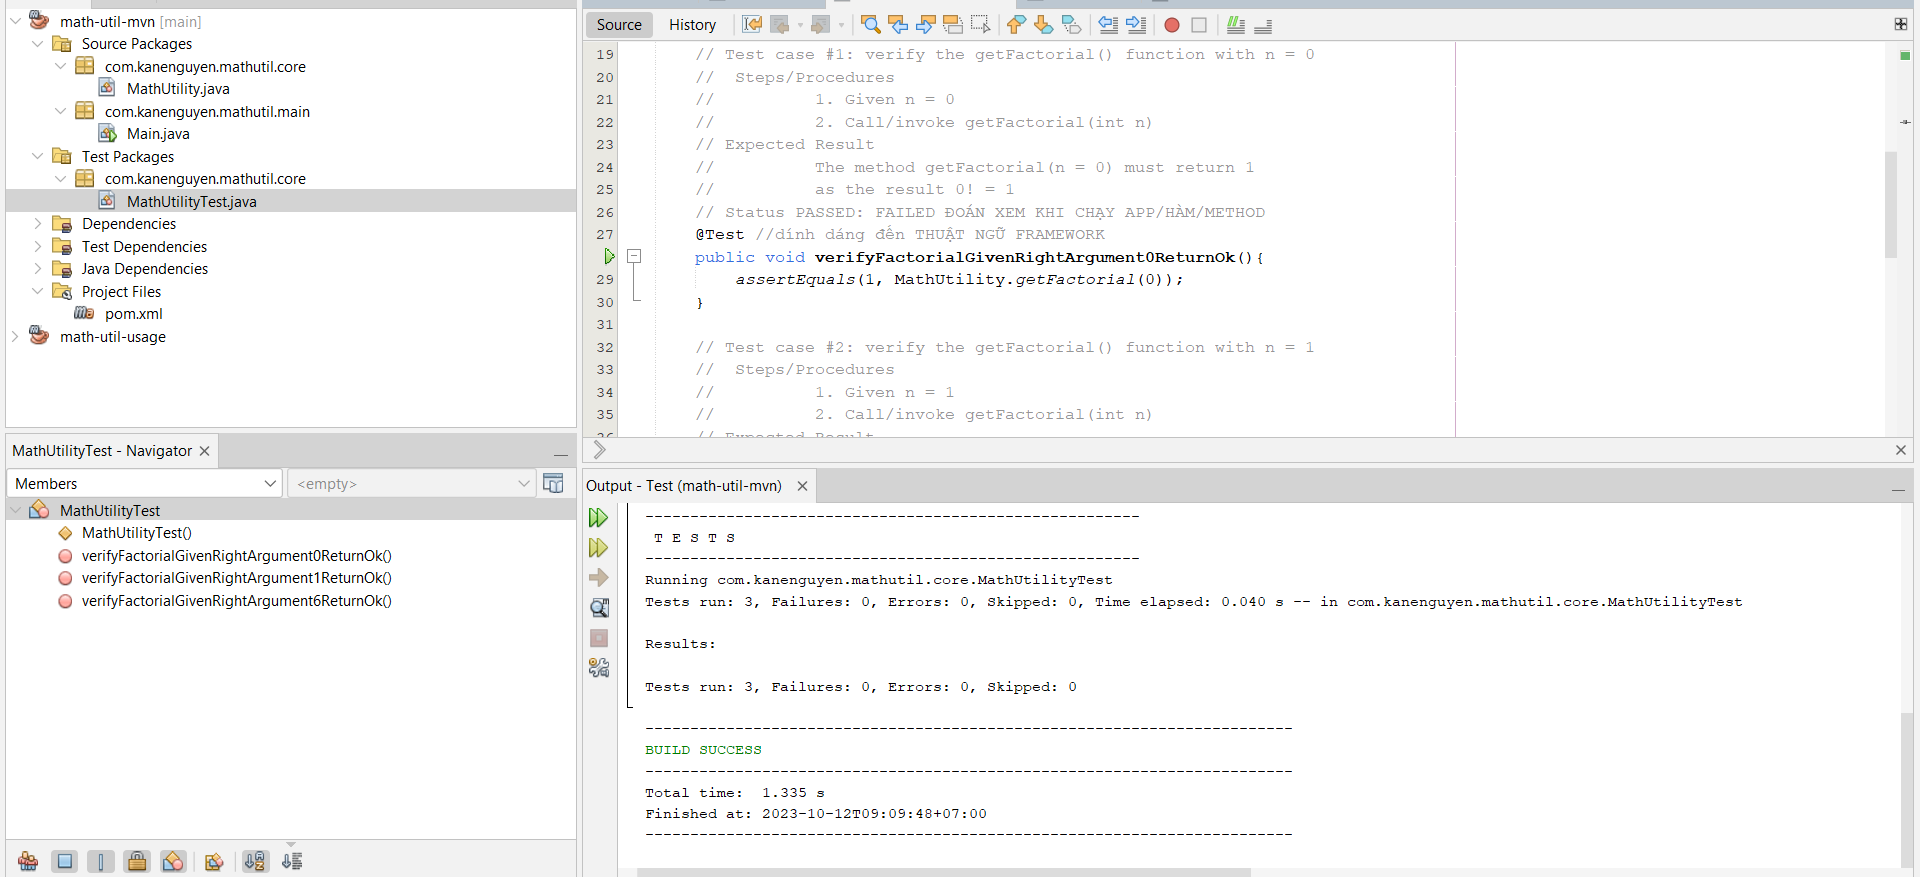 math-util-mvn [main]
Source Packages
com.kanenguyen.mathutil.core
MathUtility.java
com.kanenguyen.mathutil.main
Main.java
Test Packages
com.kanenguyen.mathutil.core
MathUtilityTest.java
Dependencies
Test Dependencies
Java Dependencies
Project Files
pom.xml
math-util-usage
MathUtilityTest - Navigator
Members
<empty>
MathUtilityTest
MathUtilityTest()
verifyFactorialGivenRightArgument0ReturnOk()
verifyFactorialGivenRightArgument1ReturnOk()
verifyFactorialGivenRightArgument6ReturnOk()
Source History
19 // Test case #1: verify the getFactorial() function with n = 0
20 // Steps/Procedures
21 // 1. Given n = 0
22 // 2. Call/invoke getFactorial(int n)
23 // Expected Result
24 // The method getFactorial(n = 0) must return 1
25 // as the result 0! = 1
26 // Status PASSED: FAILED ĐOÁN XEM KHI CHẠY APP/HÀM/METHOD
27 @Test //dính dáng đến THUẬT NGỮ FRAMEWORK
public void verifyFactorialGivenRightArgument0ReturnOk(){
29 assertEquals(1, MathUtility.getFactorial(0));
30 }
31
32 // Test case #2: verify the getFactorial() function with n = 1
33 // Steps/Procedures
34 // 1. Given n = 1
35 // 2. Call/invoke getFactorial(int n)
36 // Expected Result
Output - Test (math-util-mvn)
-------------------------------------------------------
T E S T S
-------------------------------------------------------
Running com.kanenguyen.mathutil.core.MathUtilityTest
Tests run: 3, Failures: 0, Errors: 0, Skipped: 0, Time elapsed: 0.040 s -- in com.kanenguyen.mathutil.core.MathUtilityTest
Results:
Tests run: 3, Failures: 0, Errors: 0, Skipped: 0
------------------------------------------------------------------------
BUILD SUCCESS
------------------------------------------------------------------------
Total time: 1.335 s
Finished at: 2023-10-12T09:09:48+07:00
------------------------------------------------------------------------